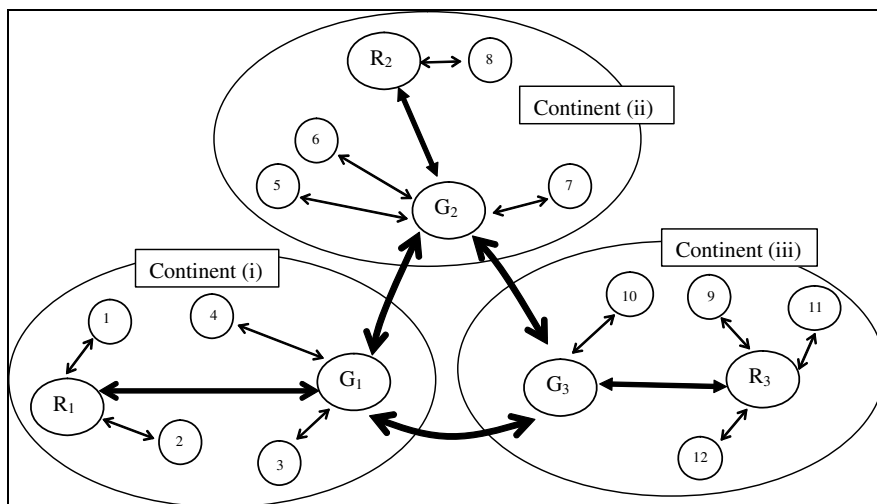 R2
8
Continent (ii)
6
5
7
G2
Continent (i)
Continent (iii)
1
4
10
9
11
G1
G3
R3
R1
2
3
12